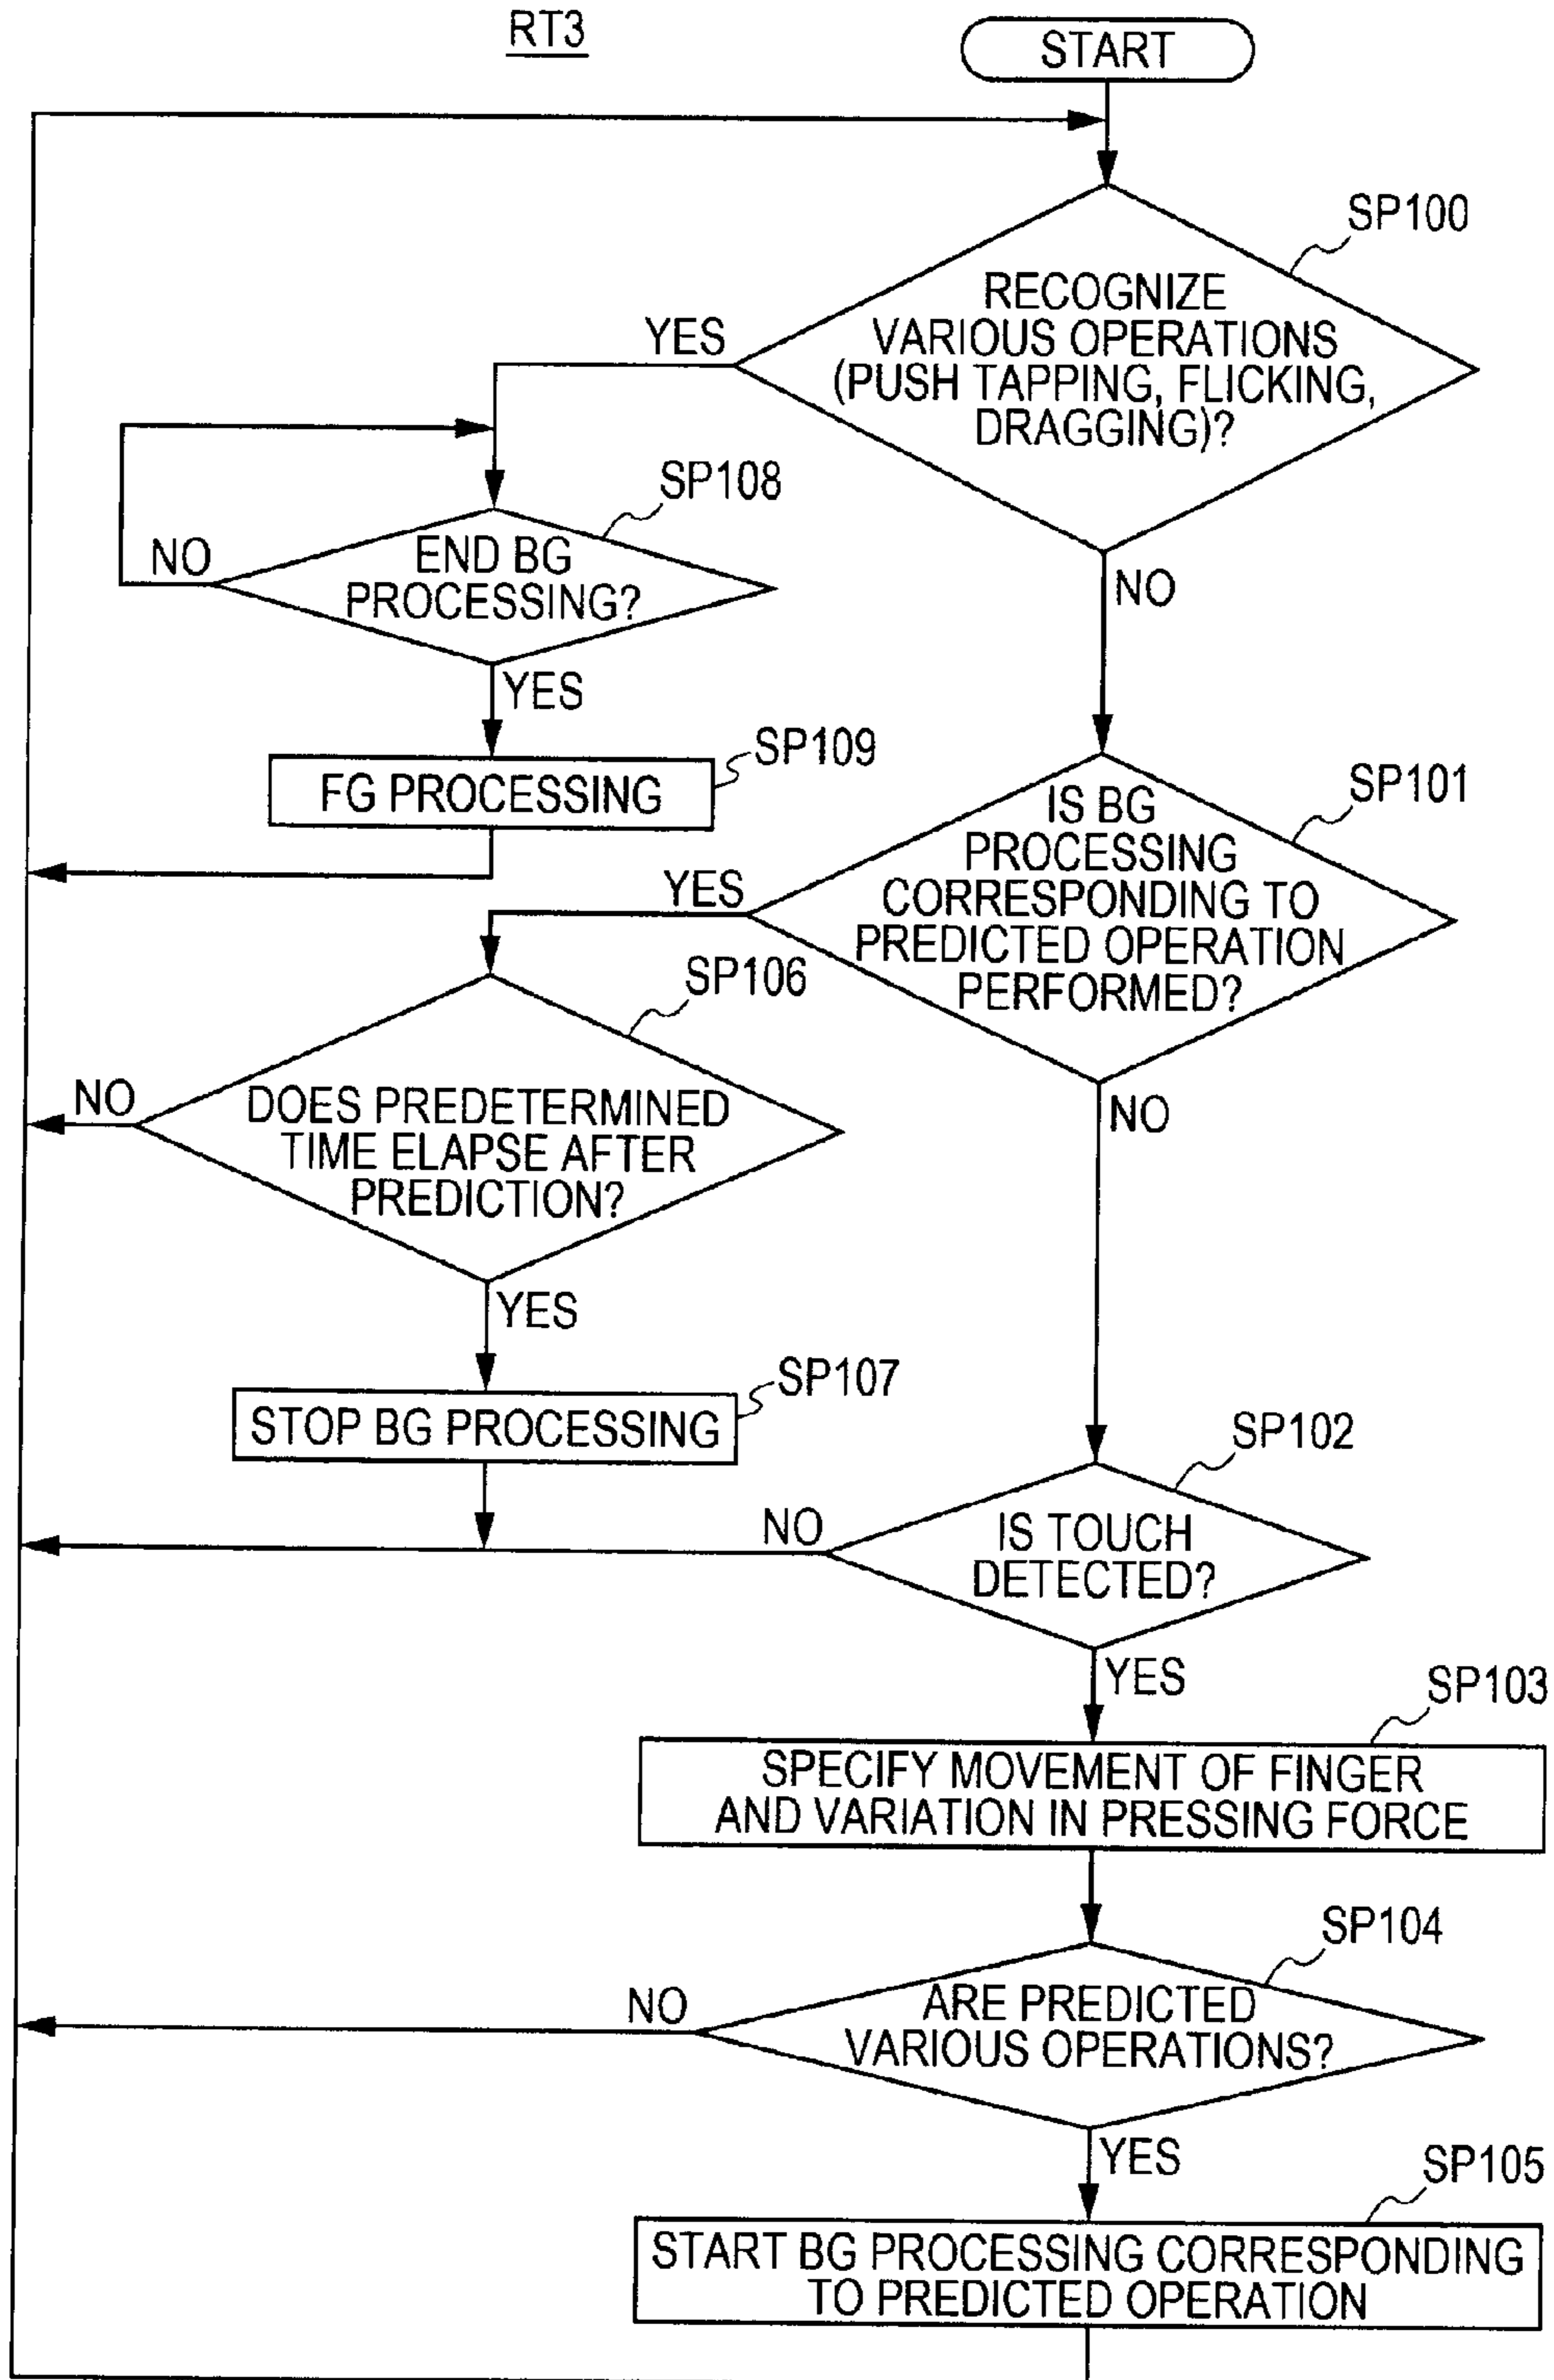 RT3
START
SP100
RECOGNIZE
VARIOUS OPERATIONS
(PUSH TAPPING, FLICKING,
DRAGGING)?
YES
NO
SP108
END BG
PROCESSING?
NO
YES
SP109
FG PROCESSING
SP101
IS BG
PROCESSING
CORRESPONDING TO
PREDICTED OPERATION
PERFORMED?
YES
NO
SP106
DOES PREDETERMINED
TIME ELAPSE AFTER
PREDICTION?
NO
YES
SP107
STOP BG PROCESSING
SP102
IS TOUCH
DETECTED?
NO
YES
SP103
SPECIFY MOVEMENT OF FINGER
AND VARIATION IN PRESSING FORCE
SP104
ARE PREDICTED
VARIOUS OPERATIONS?
NO
YES
SP105
START BG PROCESSING CORRESPONDING
TO PREDICTED OPERATION